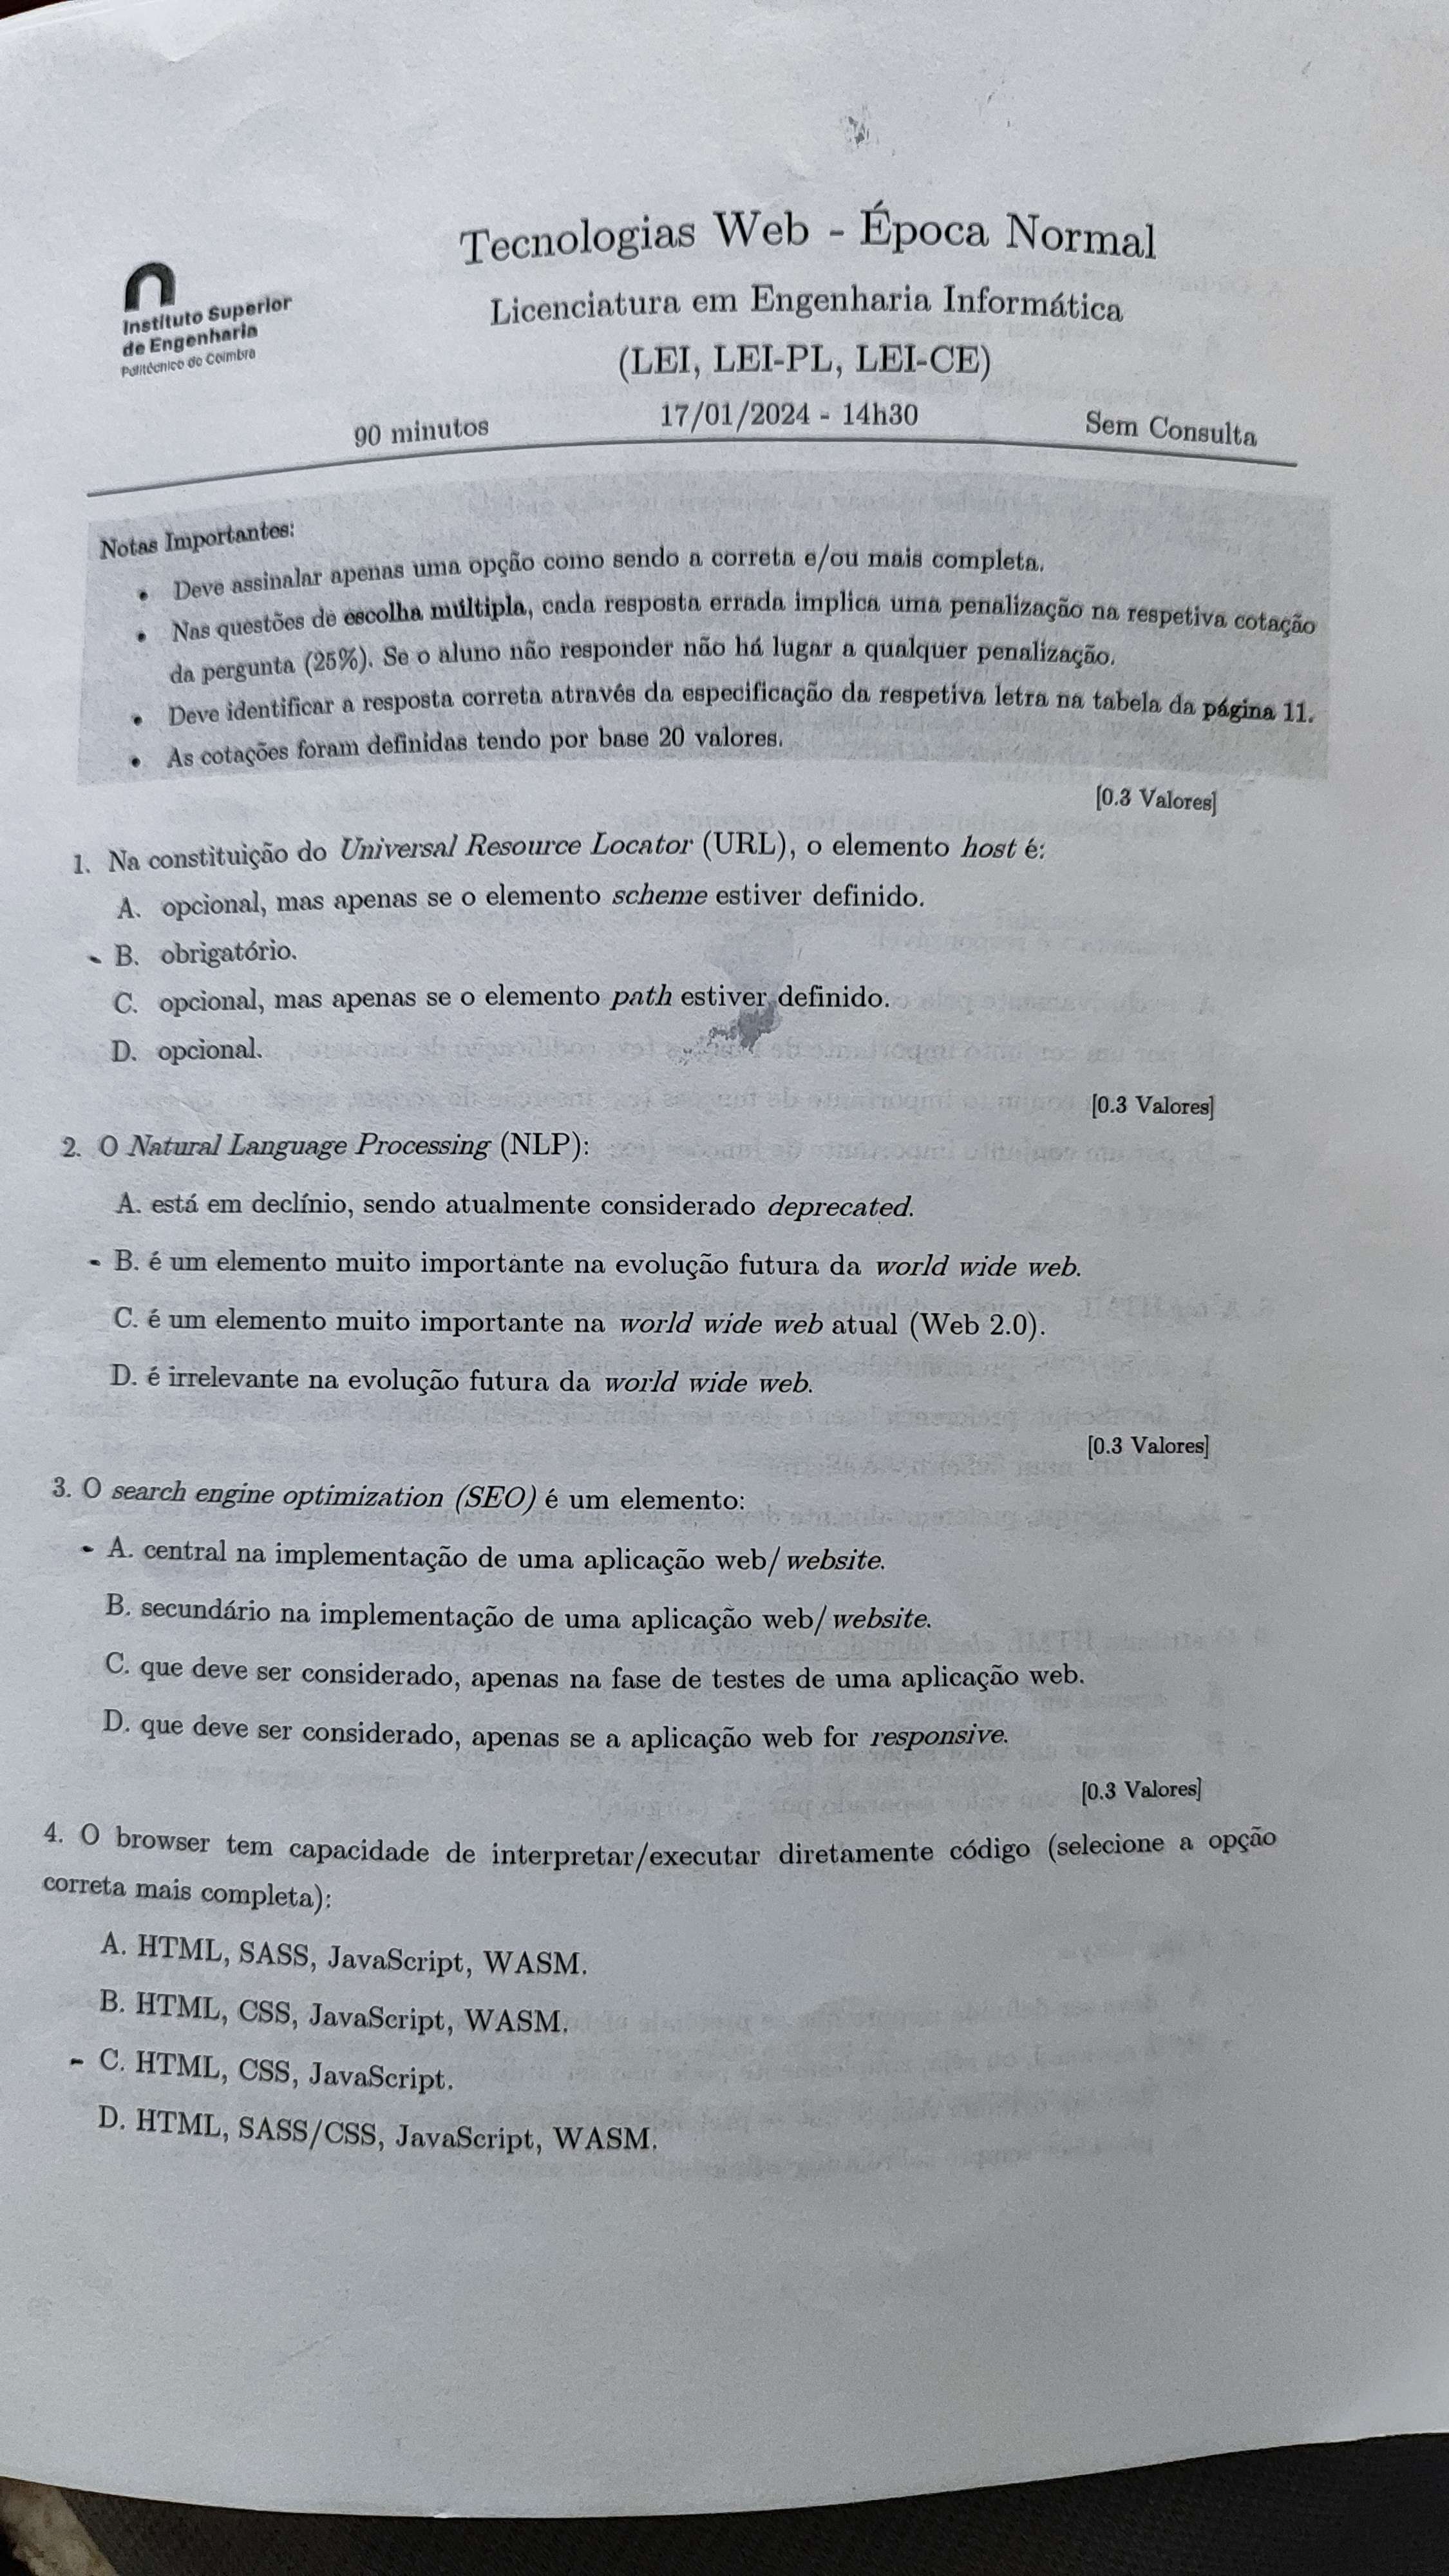 Instituto Superior
de Engenharia
Politécnico de Coimbra
Tecnologias Web - Época Normal
Licenciatura em Engenharia Informática
(LEI, LEI-PL, LEI-CE)
90 minutos 17/01/2024 - 14h30 Sem Consulta
Notas Importantes:
• Deve assinalar apenas uma opção como sendo a correta e/ou mais completa.
• Nas questões de escolha múltipla, cada resposta errada implica uma penalização na respetiva cotação
da pergunta (25%). Se o aluno não responder não há lugar a qualquer penalização.
• Deve identificar a resposta correta através da especificação da respetiva letra na tabela da página 11.
• As cotações foram definidas tendo por base 20 valores.
[0.3 Valores]
1. Na constituição do Universal Resource Locator (URL), o elemento host é:
A. opcional, mas apenas se o elemento scheme estiver definido.
B. obrigatório.
C. opcional, mas apenas se o elemento path estiver definido.
D. opcional.
[0.3 Valores]
2. O Natural Language Processing (NLP):
A. está em declínio, sendo atualmente considerado deprecated.
B. é um elemento muito importante na evolução futura da world wide web.
C. é um elemento muito importante na world wide web atual (Web 2.0).
D. é irrelevante na evolução futura da world wide web.
[0.3 Valores]
3. O search engine optimization (SEO) é um elemento:
A. central na implementação de uma aplicação web/website.
B. secundário na implementação de uma aplicação web/website.
C. que deve ser considerado, apenas na fase de testes de uma aplicação web.
D. que deve ser considerado, apenas se a aplicação web for responsive.
[0.3 Valores]
4. O browser tem capacidade de interpretar/executar diretamente código (selecione a opção
correta mais completa):
A. HTML, SASS, JavaScript, WASM.
B. HTML, CSS, JavaScript, WASM.
C. HTML, CSS, JavaScript.
D. HTML, SASS/CSS, JavaScript, WASM.